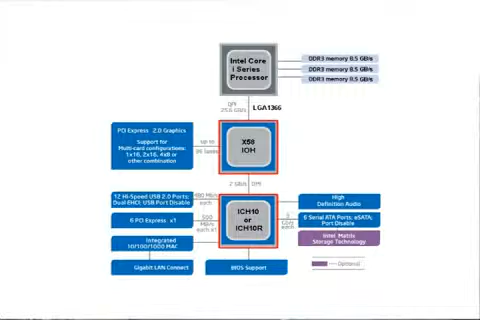 Intel Core
i Series
Processor
DDR3 memory 8.5 GB/s
DDR3 memory 8.5 GB/s
DDR3 memory 8.5 GB/s
QPI
25.6 GB/s
LGA1366
PCI Express 2.0 Graphics
Support for
Multi-card configurations:
1x16, 2x16, 4x8 or
other combination
X58
IOH
2 GB/s
DMI
12 Hi-Speed USB 2.0 Ports;
Dual EHCI; USB Port Disable
480 Mb/s
each
ICH10
or
ICH10R
High
Definition Audio
6 PCI Express x1
500
MB/s
each x1
3
Gb/s
each
6 Serial ATA Ports; eSATA;
Port Disable
Intel Matrix
Storage Technology
Integrated
10/100/1000 MAC
Gigabit LAN Connect
BIOS Support
Optional